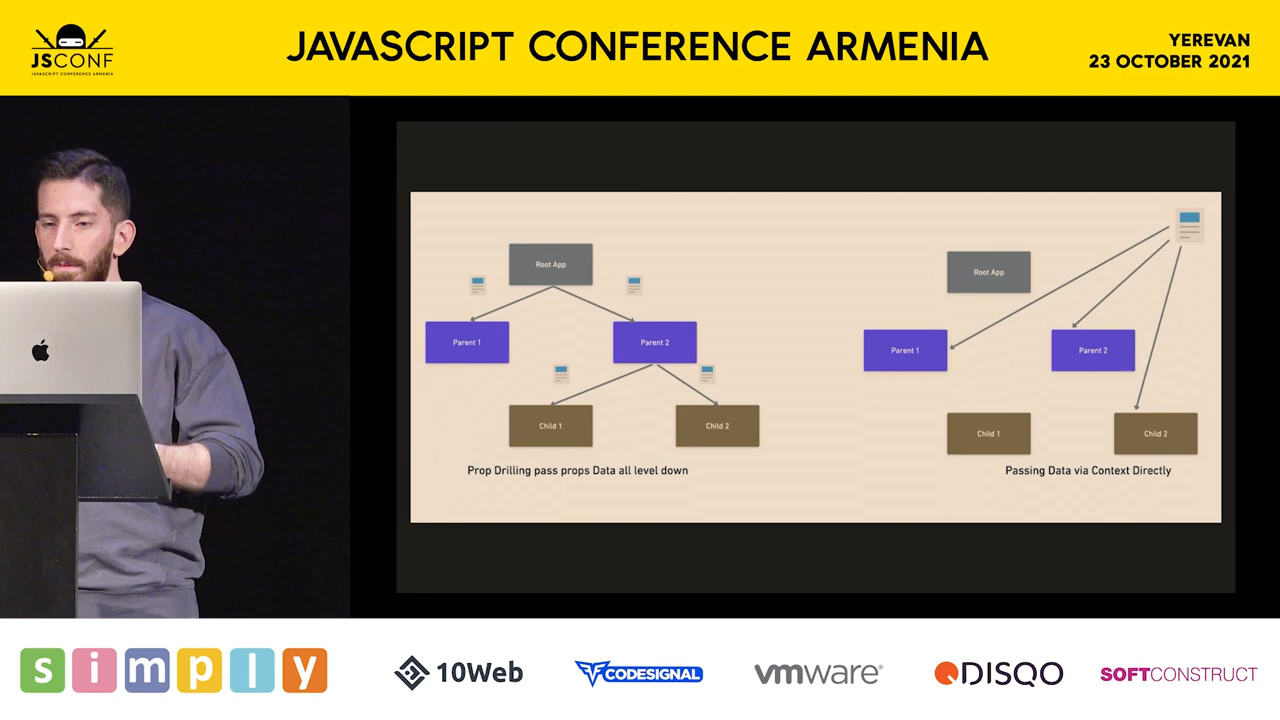 JSCONF
JAVASCRIPT CONFERENCE ARMENIA
JAVASCRIPT CONFERENCE ARMENIA
YEREVAN
23 OCTOBER 2021
Root App
Parent 1
Parent 2
Child 1
Child 2
Prop Drilling pass props Data all level down
Root App
Parent 1
Parent 2
Child 1
Child 2
Passing Data via Context Directly
simply
10Web
CODESIGNAL
vmware®
DISQO
SOFTCONSTRUCT